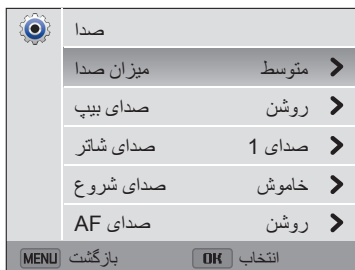 صدا
میزان صدا متوسط
صدای بیپ روشن
صدای شاتر صدای 1
صدای شروع خاموش
صدای AF روشن
MENU بازگشت OK انتخاب